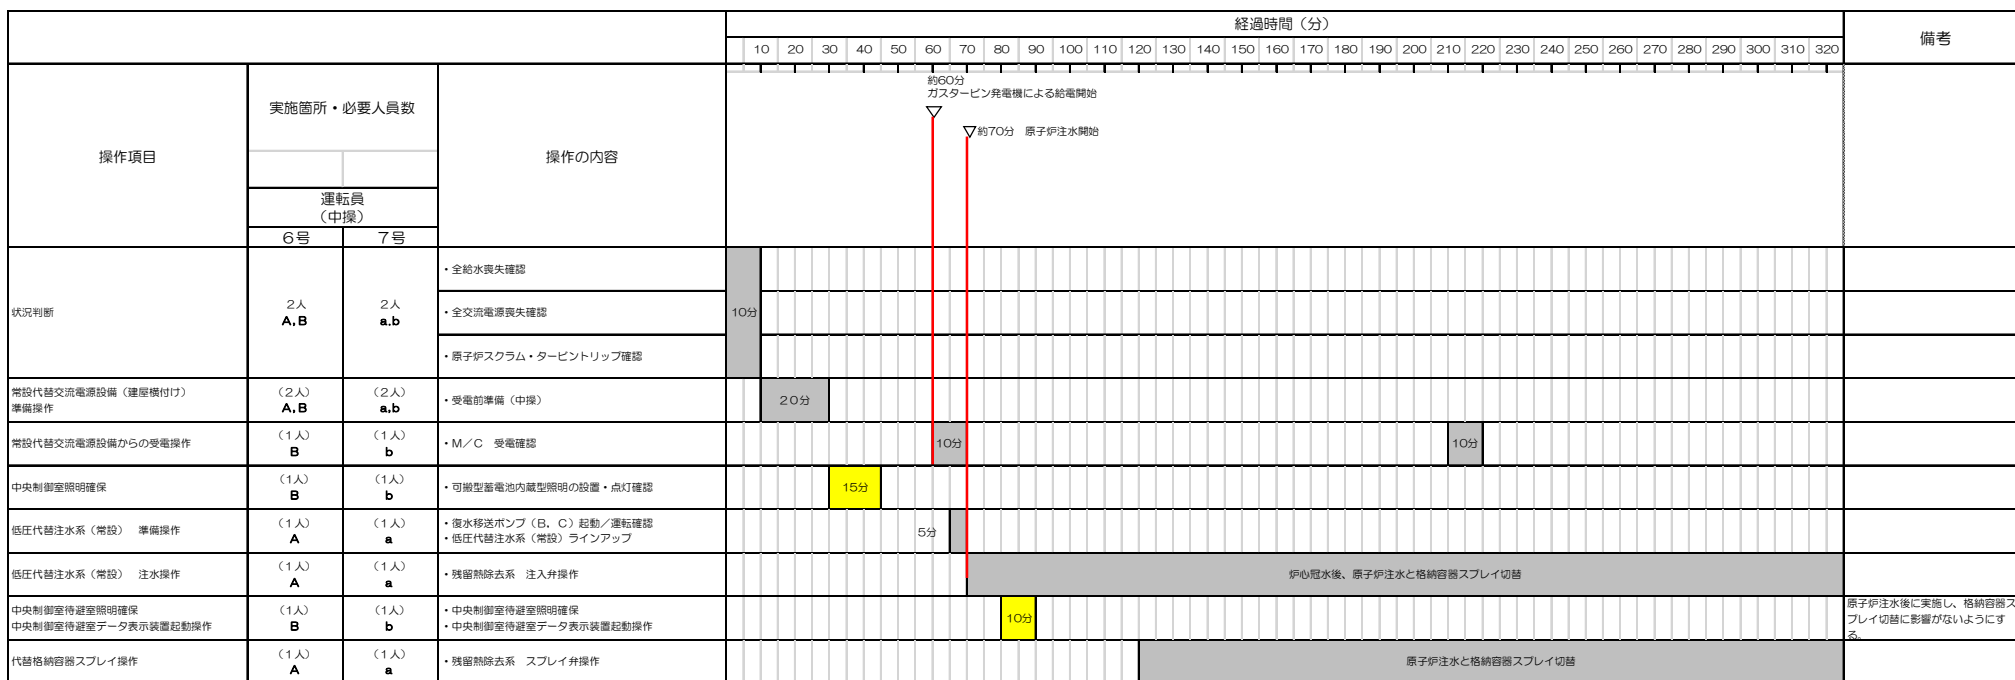 経過時間（分）
備考
10 20 30 40 50 60 70 80 90 100 110 120 130 140 150 160 170 180 190 200 210 220 230 240 250 260 270 280 290 300 310 320
操作項目
実施箇所・必要人員数
運転員
（中操）
6号 7号
操作の内容
約60分
ガスタービン発電機による給電開始
約70分 原子炉注水開始
状況判断
2人
A,B
2人
a,b
・全給水喪失確認
・全交流電源喪失確認
・原子炉スクラム・タービントリップ確認
10分
常設代替交流電源設備（建屋横付け）
準備操作
（2人）
A,B
（2人）
a,b
・受電前準備（中操）
20分
常設代替交流電源設備からの受電操作
（1人）
B
（1人）
b
・M／C 受電確認
10分
10分
中央制御室照明確保
（1人）
B
（1人）
b
・可搬型蓄電池内蔵型照明の設置・点灯確認
15分
低圧代替注水系（常設） 準備操作
（1人）
A
（1人）
a
・復水移送ポンプ（B，C）起動／運転確認
・低圧代替注水系（常設）ラインアップ
5分
低圧代替注水系（常設） 注水操作
（1人）
A
（1人）
a
・残留熱除去系 注入弁操作
炉心冠水後、原子炉注水と格納容器スプレイ切替
中央制御室待避室照明確保
中央制御室待避室データ表示装置起動操作
（1人）
B
（1人）
b
・中央制御室待避室照明確保
・中央制御室待避室データ表示装置起動操作
10分
原子炉注水後に実施し、格納容器ス
プレイ切替に影響がないようにす
る。
代替格納容器スプレイ操作
（1人）
A
（1人）
a
・残留熱除去系 スプレイ弁操作
原子炉注水と格納容器スプレイ切替